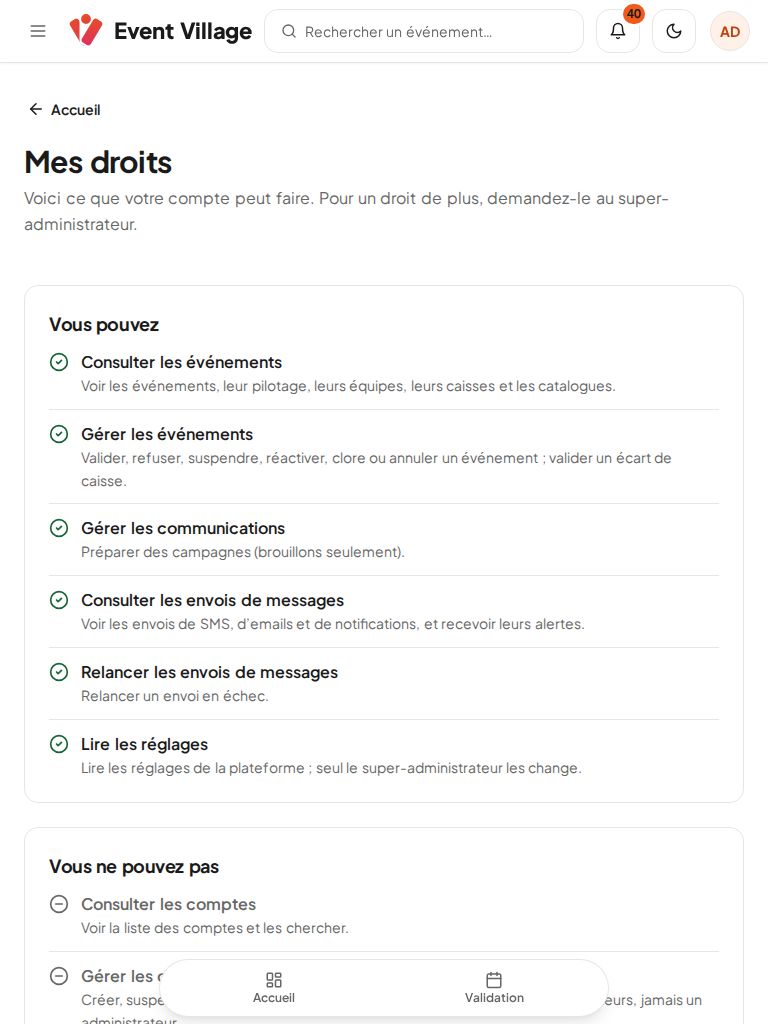 Event Village
Rechercher un événement…
40
AD
Accueil
Mes droits
Voici ce que votre compte peut faire. Pour un droit de plus, demandez-le au super-
administrateur.
Vous pouvez
Consulter les événements
Voir les événements, leur pilotage, leurs équipes, leurs caisses et les catalogues.
Gérer les événements
Valider, refuser, suspendre, réactiver, clore ou annuler un événement ; valider un écart de
caisse.
Gérer les communications
Préparer des campagnes (brouillons seulement).
Consulter les envois de messages
Voir les envois de SMS, d’emails et de notifications, et recevoir leurs alertes.
Relancer les envois de messages
Relancer un envoi en échec.
Lire les réglages
Lire les réglages de la plateforme ; seul le super-administrateur les change.
Vous ne pouvez pas
Consulter les comptes
Voir la liste des comptes et les chercher.
Gérer les
Créer, jamais un
administrateur
Accueil
Validation